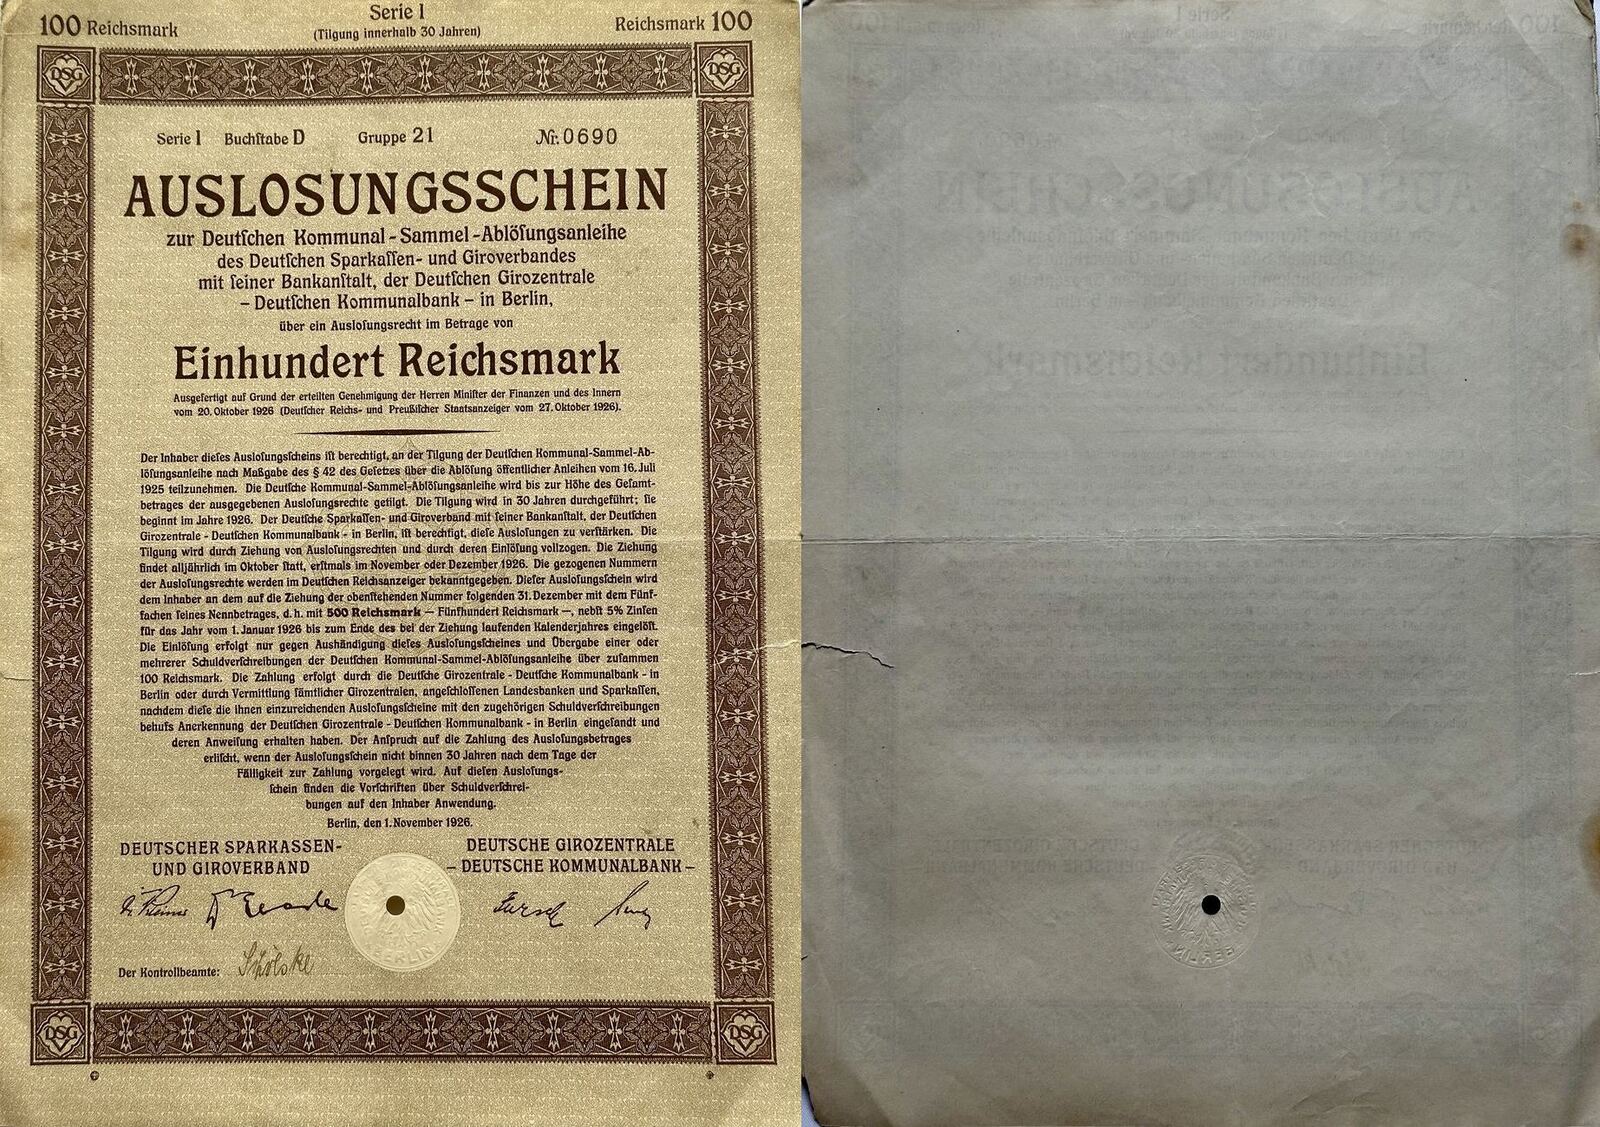 100 Reichsmark
Serie I
(Tilgung innerhalb 30 Jahren)
Reichsmark 100
DSG
DSG
Serie I Buchſtabe D Gruppe 21 Nr. 0690
AUSLOSUNGSSCHEIN
zur Deutſchen Kommunal-Sammel-Ablöſungsanleihe
des Deutſchen Sparkaſſen- und Giroverbandes
mit ſeiner Bankanſtalt, der Deutſchen Girozentrale
– Deutſchen Kommunalbank – in Berlin,
über ein Ausloſungsrecht im Betrage von
Einhundert Reichsmark
Ausgefertigt auf Grund der erteilten Genehmigung der Herren Miniſter der Finanzen und des Innern
vom 20. Oktober 1926 (Deutſcher Reichs- und Preußiſcher Staatsanzeiger vom 27. Oktober 1926).
Der Inhaber dieſes Ausloſungsſcheins iſt berechtigt, an der Tilgung der Deutſchen Kommunal-Sammel-Ab-
löſungsanleihe nach Maßgabe des § 42 des Geſetzes über die Ablöſung öffentlicher Anleihen vom 16. Juli
1925 teilzunehmen. Die Deutſche Kommunal-Sammel-Ablöſungsanleihe wird bis zur Höhe des Geſamt-
betrages der ausgegebenen Ausloſungsrechte getilgt. Die Tilgung wird in 30 Jahren durchgeführt; ſie
beginnt im Jahre 1926. Der Deutſche Sparkaſſen- und Giroverband mit ſeiner Bankanſtalt, der Deutſchen
Girozentrale - Deutſchen Kommunalbank - in Berlin, iſt berechtigt, dieſe Ausloſungen zu verſtärken. Die
Tilgung wird durch Ziehung von Ausloſungsrechten und durch deren Einlöſung vollzogen. Die Ziehung
findet alljährlich im Oktober ſtatt, erſtmals im November oder Dezember 1926. Die gezogenen Nummern
der Ausloſungsrechte werden im Deutſchen Reichsanzeiger bekanntgegeben. Dieſer Ausloſungsſchein wird
dem Inhaber an dem auf die Ziehung der obenſtehenden Nummer folgenden 31. Dezember mit dem Fünf-
fachen ſeines Nennbetrages, d. h. mit 500 Reichsmark — Fünfhundert Reichsmark —, nebſt 5% Zinſen
für das Jahr vom 1. Januar 1926 bis zum Ende des bei der Ziehung laufenden Kalenderjahres eingelöſt.
Die Einlöſung erfolgt nur gegen Aushändigung dieſes Ausloſungsſcheines und Übergabe einer oder
mehrerer Schuldverſchreibungen der Deutſchen Kommunal-Sammel-Ablöſungsanleihe über zuſammen
100 Reichsmark. Die Zahlung erfolgt durch die Deutſche Girozentrale - Deutſche Kommunalbank - in
Berlin oder durch Vermittlung ſämtlicher Girozentralen, angeſchloſſenen Landesbanken und Sparkaſſen,
nachdem dieſe die ihnen einzureichenden Ausloſungsſcheine mit den zugehörigen Schuldverſchreibungen
behufs Anerkennung der Deutſchen Girozentrale - Deutſchen Kommunalbank - in Berlin eingeſandt und
deren Anweiſung erhalten haben. Der Anſpruch auf die Zahlung des Ausloſungsbetrages
erliſcht, wenn der Ausloſungsſchein nicht binnen 30 Jahren nach dem Tage der
Fälligkeit zur Zahlung vorgelegt wird. Auf dieſen Ausloſungs-
ſchein finden die Vorſchriften über Schuldverſchrei-
bungen auf den Inhaber Anwendung.
Berlin, den 1. November 1926.
DEUTSCHER SPARKASSEN-
UND GIROVERBAND
DEUTSCHE GIROZENTRALE
– DEUTSCHE KOMMUNALBANK –
BERLIN
Der Kontrollbeamte:
DSG
DSG